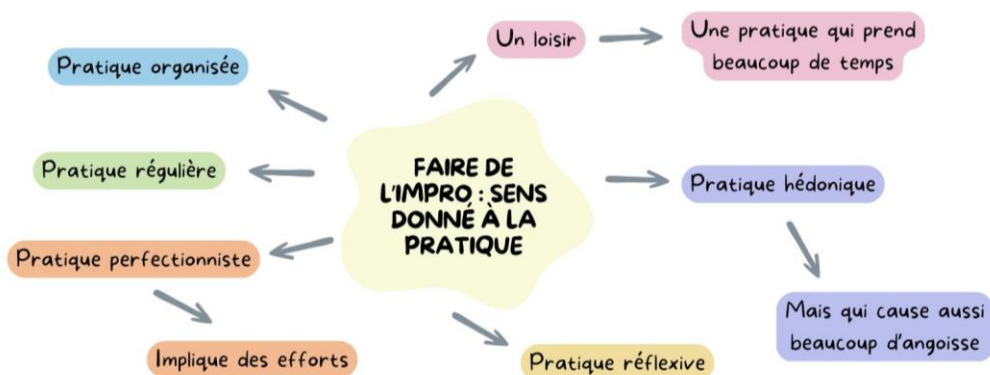 Un loisir
Une pratique qui prend
beaucoup de temps
Pratique organisée
Pratique régulière
FAIRE DE
L'IMPRO : SENS
DONNÉ À LA
PRATIQUE
Pratique hédonique
Pratique perfectionniste
Mais qui cause aussi
beaucoup d'angoisse
Implique des efforts
Pratique réflexive